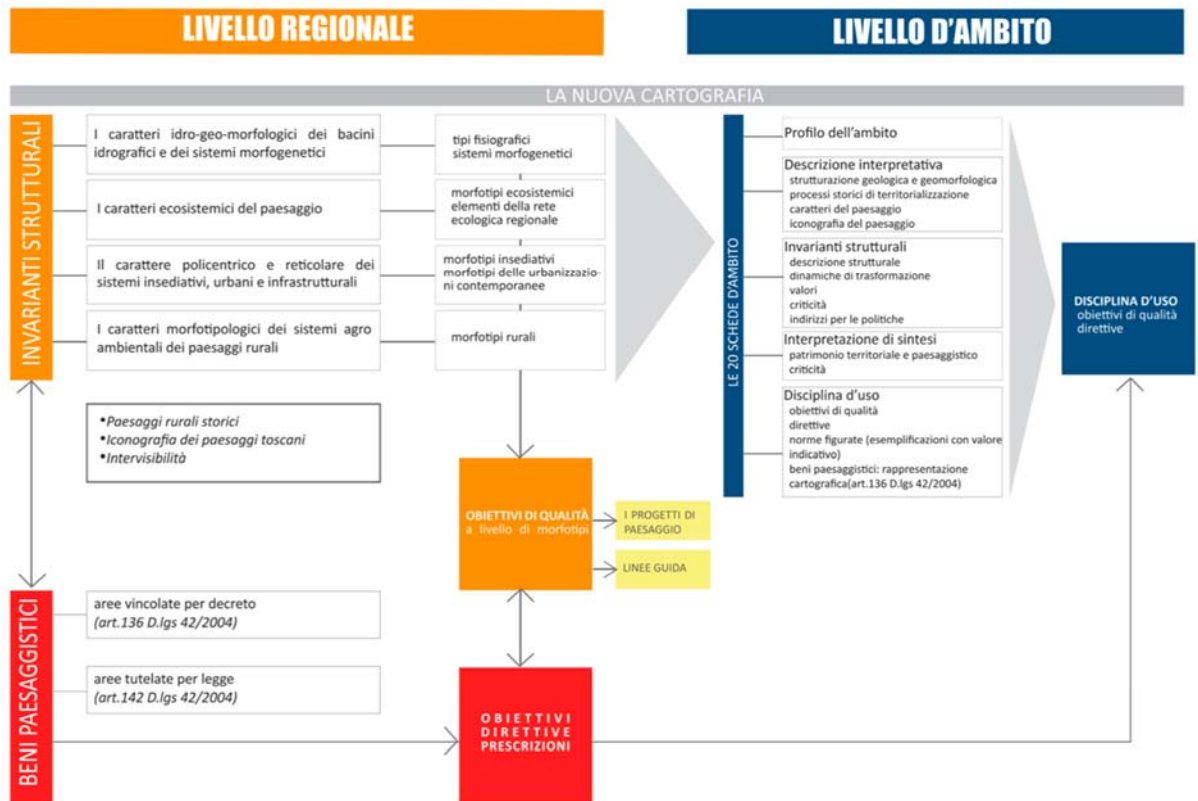 LIVELLO REGIONALE
LIVELLO D'AMBITO
LA NUOVA CARTOGRAFIA
INVARIANTI STRUTTURALI
I caratteri idro-geo-morfologici dei bacini
idrografici e dei sistemi morfogenetici
tipi fisiografici
sistemi morfogenetici
I caratteri ecosistemici del paesaggio
morfotipi ecosistemici
elementi della rete
ecologica regionale
Il carattere policentrico e reticolare dei
sistemi insediativi, urbani e infrastrutturali
morfotipi insediativi
morfotipi delle urbanizzazio-
ni contemporanee
I caratteri morfotipologici dei sistemi agro
ambientali dei paesaggi rurali
morfotipi rurali
•Paesaggi rurali storici
•Iconografia dei paesaggi toscani
•Intervisibilità
OBIETTIVI DI QUALITÀ
a livello di morfotipi
I PROGETTI DI
PAESAGGIO
LINEE GUIDA
BENI PAESAGGISTICI
aree vincolate per decreto
(art.136 D.lgs 42/2004)
aree tutelate per legge
(art.142 D.lgs 42/2004)
OBIETTIVI
DIRETTIVE
PRESCRIZIONI
LE 20 SCHEDE D'AMBITO
Profilo dell'ambito
Descrizione interpretativa
strutturazione geologica e geomorfologica
processi storici di territorializzazione
caratteri del paesaggio
iconografia del paesaggio
Invarianti strutturali
descrizione strutturale
dinamiche di trasformazione
valori
criticità
indirizzi per le politiche
Interpretazione di sintesi
patrimonio territoriale e paesaggistico
criticità
Disciplina d'uso
obiettivi di qualità
direttive
norme figurate (esemplificazioni con valore
indicativo)
beni paesaggistici: rappresentazione
cartografica(art.136 D.lgs 42/2004)
DISCIPLINA D'USO
obiettivi di qualità
direttive